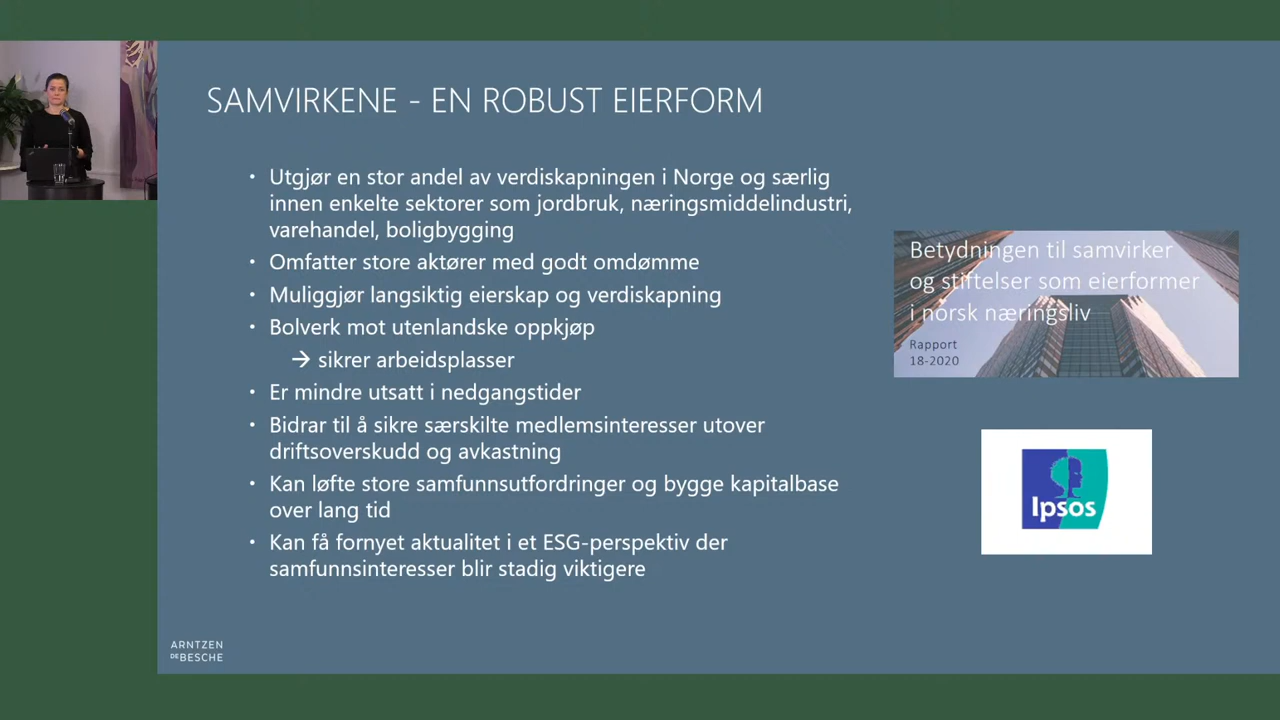 SAMVIRKENE - EN ROBUST EIERFORM
• Utgjør en stor andel av verdiskapningen i Norge og særlig
innen enkelte sektorer som jordbruk, næringsmiddelindustri,
varehandel, boligbygging
• Omfatter store aktører med godt omdømme
• Muliggjør langsiktig eierskap og verdiskapning
• Bolverk mot utenlandske oppkjøp
→ sikrer arbeidsplasser
• Er mindre utsatt i nedgangstider
• Bidrar til å sikre særskilte medlemsinteresser utover
driftsoverskudd og avkastning
• Kan løfte store samfunnsutfordringer og bygge kapitalbase
over lang tid
• Kan få fornyet aktualitet i et ESG-perspektiv der
samfunnsinteresser blir stadig viktigere
Betydningen til samvirker
og stiftelser som eierformer
i norsk næringsliv
Rapport
18-2020
Ipsos
ARNTZEN
DE BESCHE